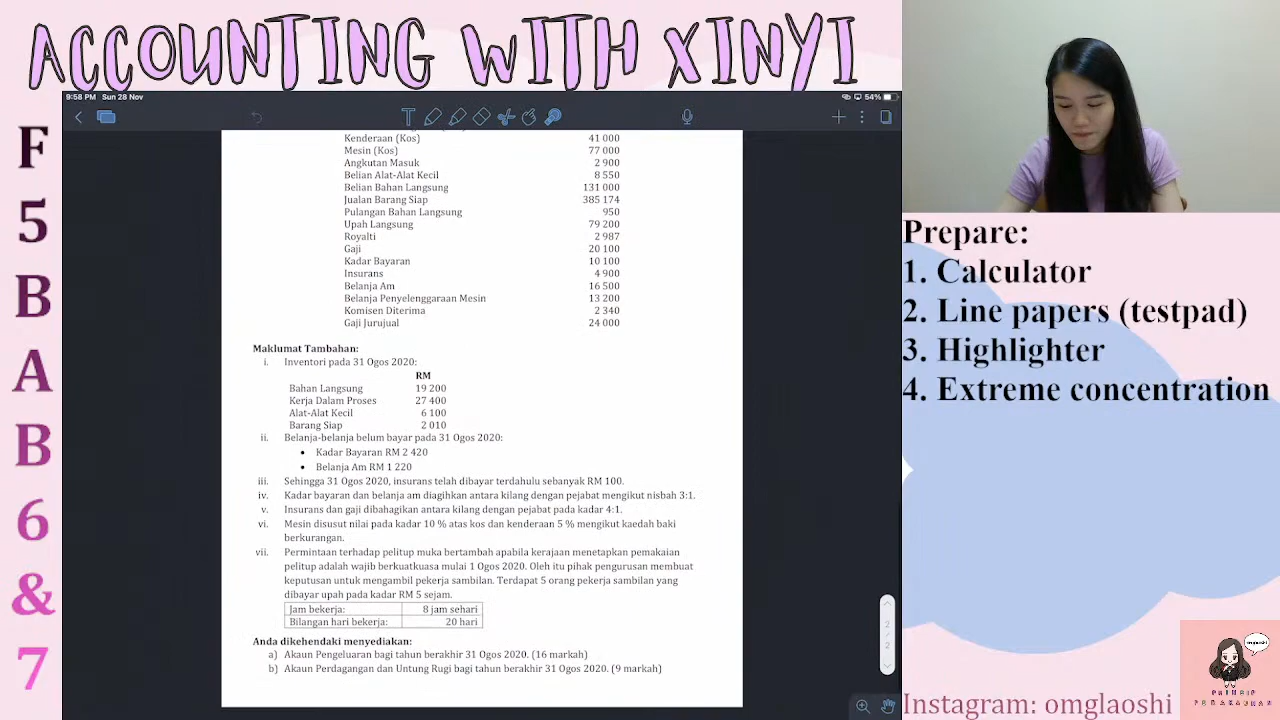 ACCOUNTING WITH XINYI
F
5
B
A
B
6
&
7
9:58 PM Sun 28 Nov
54%
Kenderaan (Kos) 41 000
Mesin (Kos) 77 000
Angkutan Masuk 2 900
Belian Alat-Alat Kecil 8 550
Belian Bahan Langsung 131 000
Jualan Barang Siap 385 174
Pulangan Bahan Langsung 950
Upah Langsung 79 200
Royalti 2 987
Gaji 20 100
Kadar Bayaran 10 100
Insurans 4 900
Belanja Am 16 500
Belanja Penyelenggaraan Mesin 13 200
Komisen Diterima 2 340
Gaji Jurujual 24 000
Maklumat Tambahan:
i. Inventori pada 31 Ogos 2020:
RM
Bahan Langsung 19 200
Kerja Dalam Proses 27 400
Alat-Alat Kecil 6 100
Barang Siap 2 010
ii. Belanja-belanja belum bayar pada 31 Ogos 2020:
• Kadar Bayaran RM 2 420
• Belanja Am RM 1 220
iii. Sehingga 31 Ogos 2020, insurans telah dibayar terdahulu sebanyak RM 100.
iv. Kadar bayaran dan belanja am diagihkan antara kilang dengan pejabat mengikut nisbah 3:1.
v. Insurans dan gaji dibahagikan antara kilang dengan pejabat pada kadar 4:1.
vi. Mesin disusut nilai pada kadar 10 % atas kos dan kenderaan 5 % mengikut kaedah baki
berkurangan.
vii. Permintaan terhadap pelitup muka bertambah apabila kerajaan menetapkan pemakaian
pelitup adalah wajib berkuatkuasa mulai 1 Ogos 2020. Oleh itu pihak pengurusan membuat
keputusan untuk mengambil pekerja sambilan. Terdapat 5 orang pekerja sambilan yang
dibayar upah pada kadar RM 5 sejam.
Jam bekerja: 8 jam sehari
Bilangan hari bekerja: 20 hari
Anda dikehendaki menyediakan:
a) Akaun Pengeluaran bagi tahun berakhir 31 Ogos 2020. (16 markah)
b) Akaun Perdagangan dan Untung Rugi bagi tahun berakhir 31 Ogos 2020. (9 markah)
2
/
2
Prepare:
1. Calculator
2. Line papers (testpad)
3. Highlighter
4. Extreme concentration
Instagram: omglaoshi
PRINSIP
PERAKAUNAN